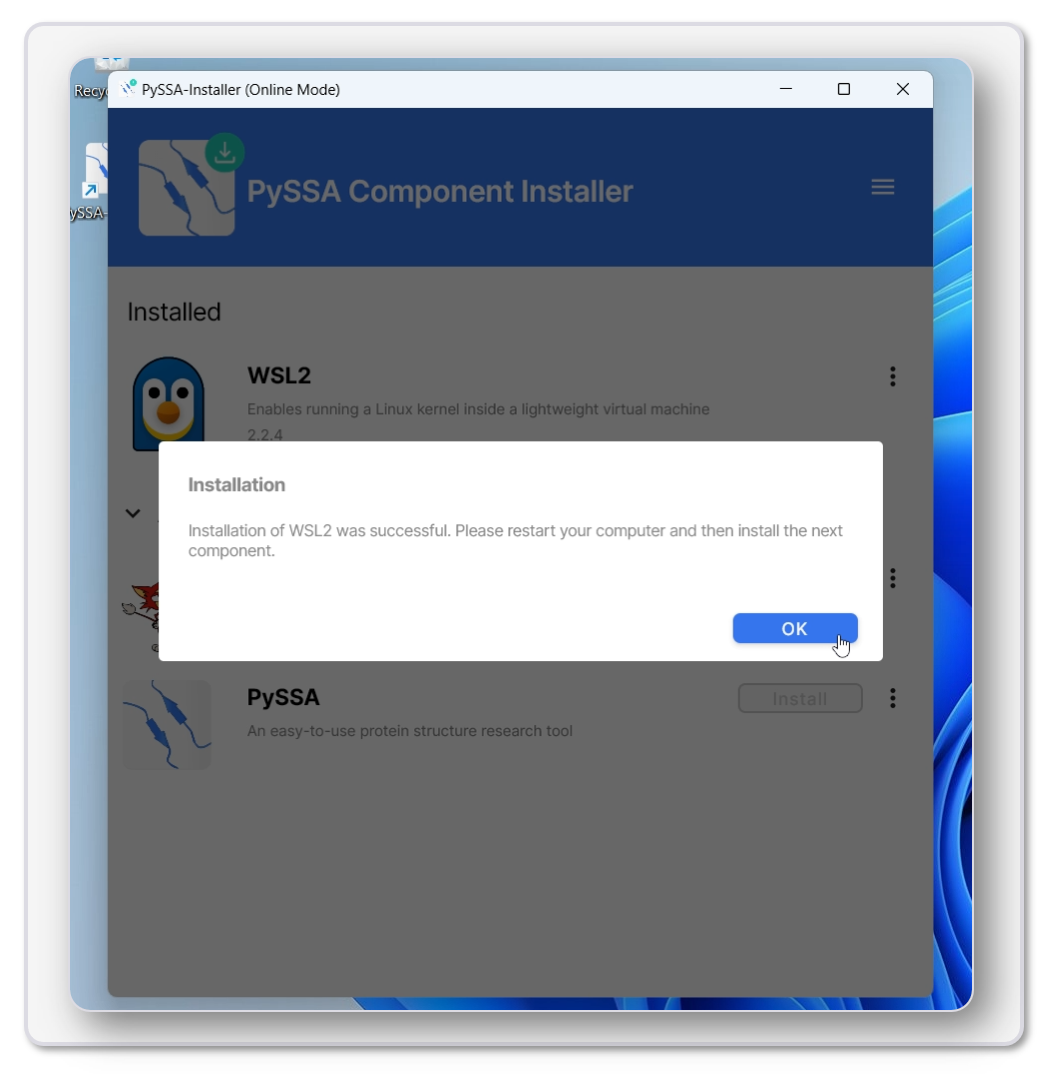 PySSA-Installer (Online Mode)
PySSA Component Installer
Installed
WSL2
Enables running a Linux kernel inside a lightweight virtual machine
2.2.4
Installation
Installation of WSL2 was successful. Please restart your computer and then install the next
component.
OK
PySSA
Install
An easy-to-use protein structure research tool